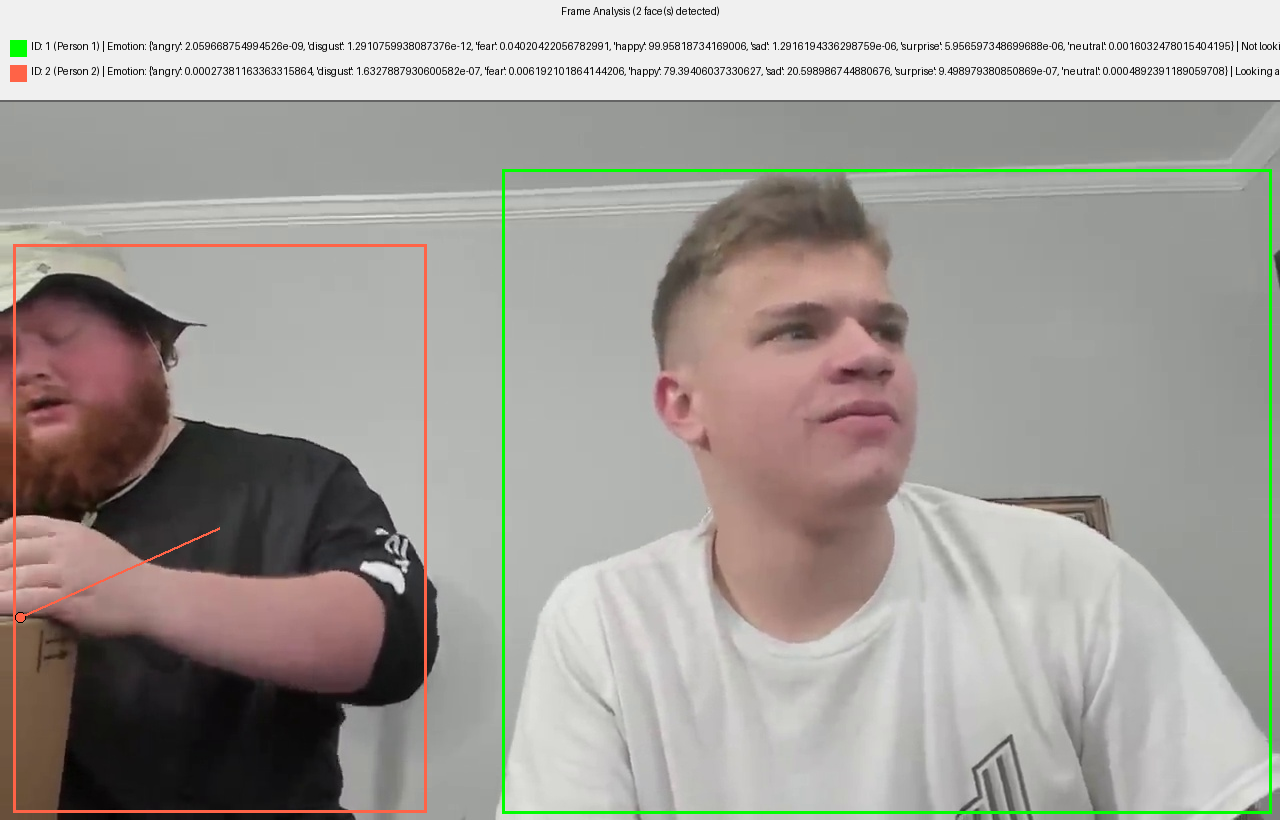 Frame Analysis (2 face(s) detected)
ID: 1 (Person 1) | Emotion: {'angry': 2.059668754994526e-09, 'disgust': 1.2910759938087376e-12, 'fear': 0.04020422056782991, 'happy': 99.95818734169006, 'sad': 1.2916194336298759e-06, 'surprise': 5.956597348699688e-06, 'neutral': 0.0016032478015404195} | Not looki
ID: 2 (Person 2) | Emotion: {'angry': 0.00027381163363315864, 'disgust': 1.6327887930600582e-07, 'fear': 0.006192101864144206, 'happy': 79.39406037330627, 'sad': 20.598986744880676, 'surprise': 9.498979380850869e-07, 'neutral': 0.0004892391189059708} | Looking a